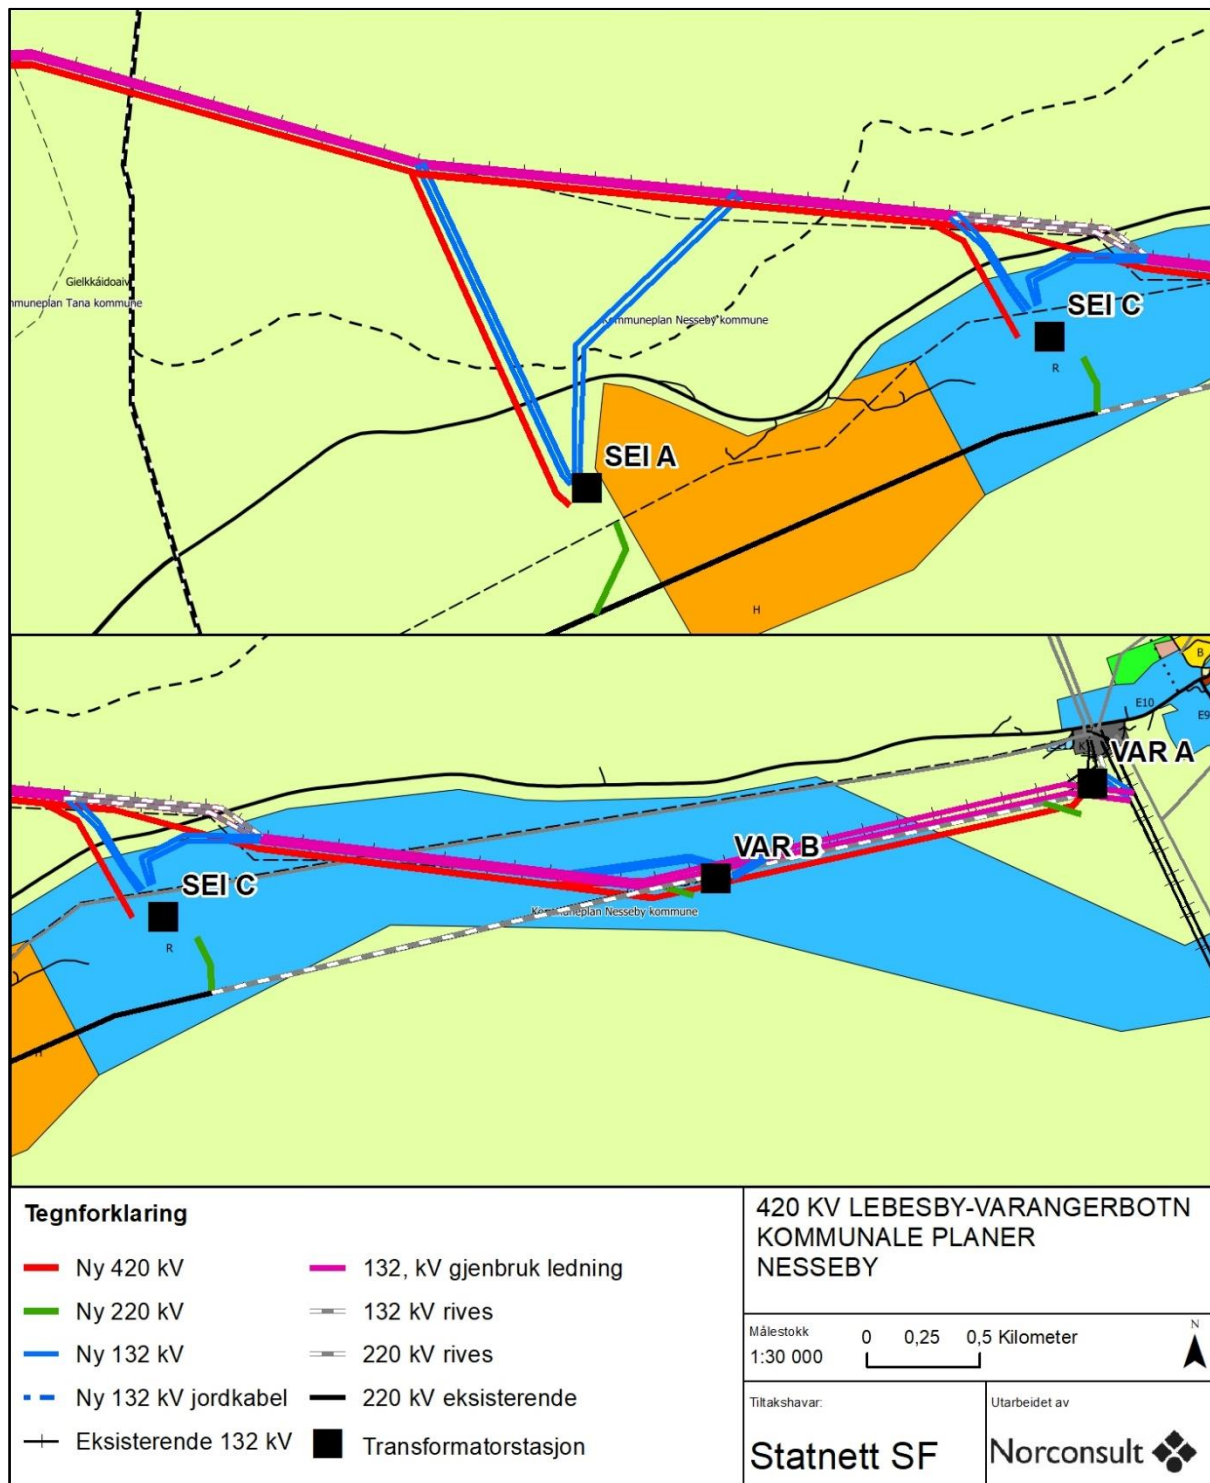 Gielkkáidoaiv
mmuneplan Tana kommune
Kommuneplan Nesseby kommune
SEI C
R
SEI A
H
B
E10
E9
K
VAR A
VAR B
SEI C
Kommuneplan Nesseby kommune
R
H
Tegnforklaring
Ny 420 kV
Ny 220 kV
Ny 132 kV
Ny 132 kV jordkabel
Eksisterende 132 kV
132, kV gjenbruk ledning
132 kV rives
220 kV rives
220 kV eksisterende
Transformatorstasjon
420 KV LEBESBY-VARANGERBOTN
KOMMUNALE PLANER
NESSEBY
Målestokk
1:30 000
0 0,25 0,5 Kilometer
N
Tiltakshavar:
Statnett SF
Utarbeidet av
Norconsult